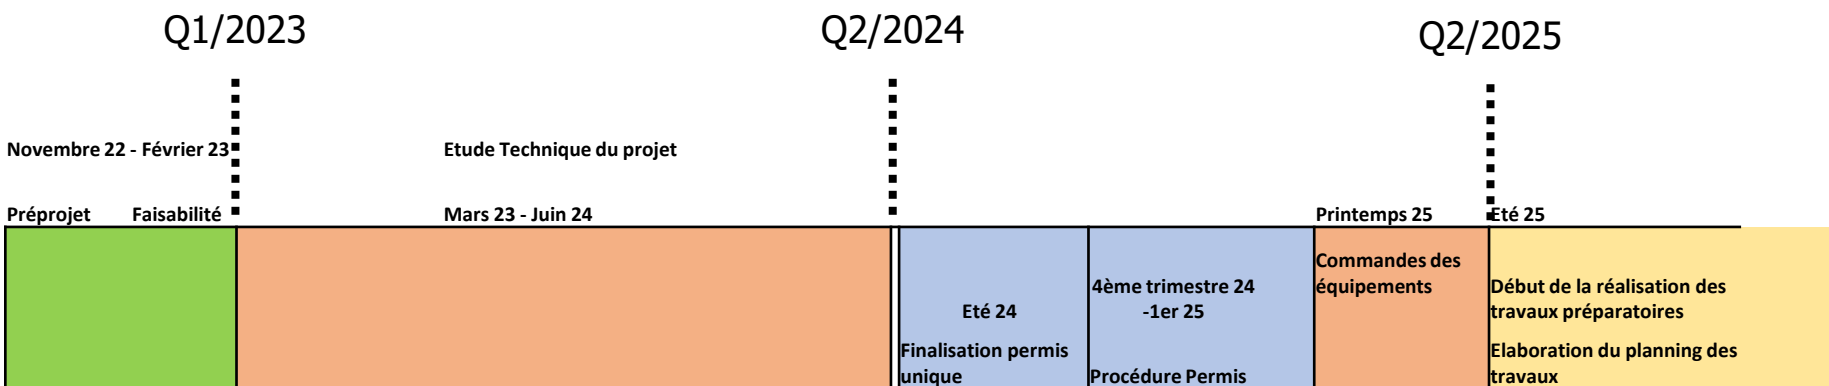 Q1/2023
Q2/2024
Q2/2025
Novembre 22 - Février 23
Etude Technique du projet
Préprojet Faisabilité
Mars 23 - Juin 24
Printemps 25
Eté 25
Eté 24
Finalisation permis
unique
4ème trimestre 24
-1er 25
Procédure Permis
Commandes des
équipements
Début de la réalisation des
travaux préparatoires
Elaboration du planning des
travaux